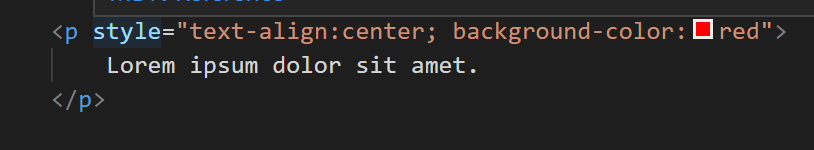 <p style="text-align:center; background-color:red">
Lorem ipsum dolor sit amet.
</p>